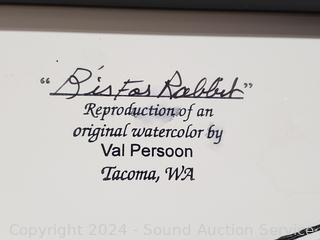 "R is For Rabbit"
Reproduction of an
original watercolor by
Val Persoon
Tacoma, WA
Copyright 2024 - Sound Auction Service